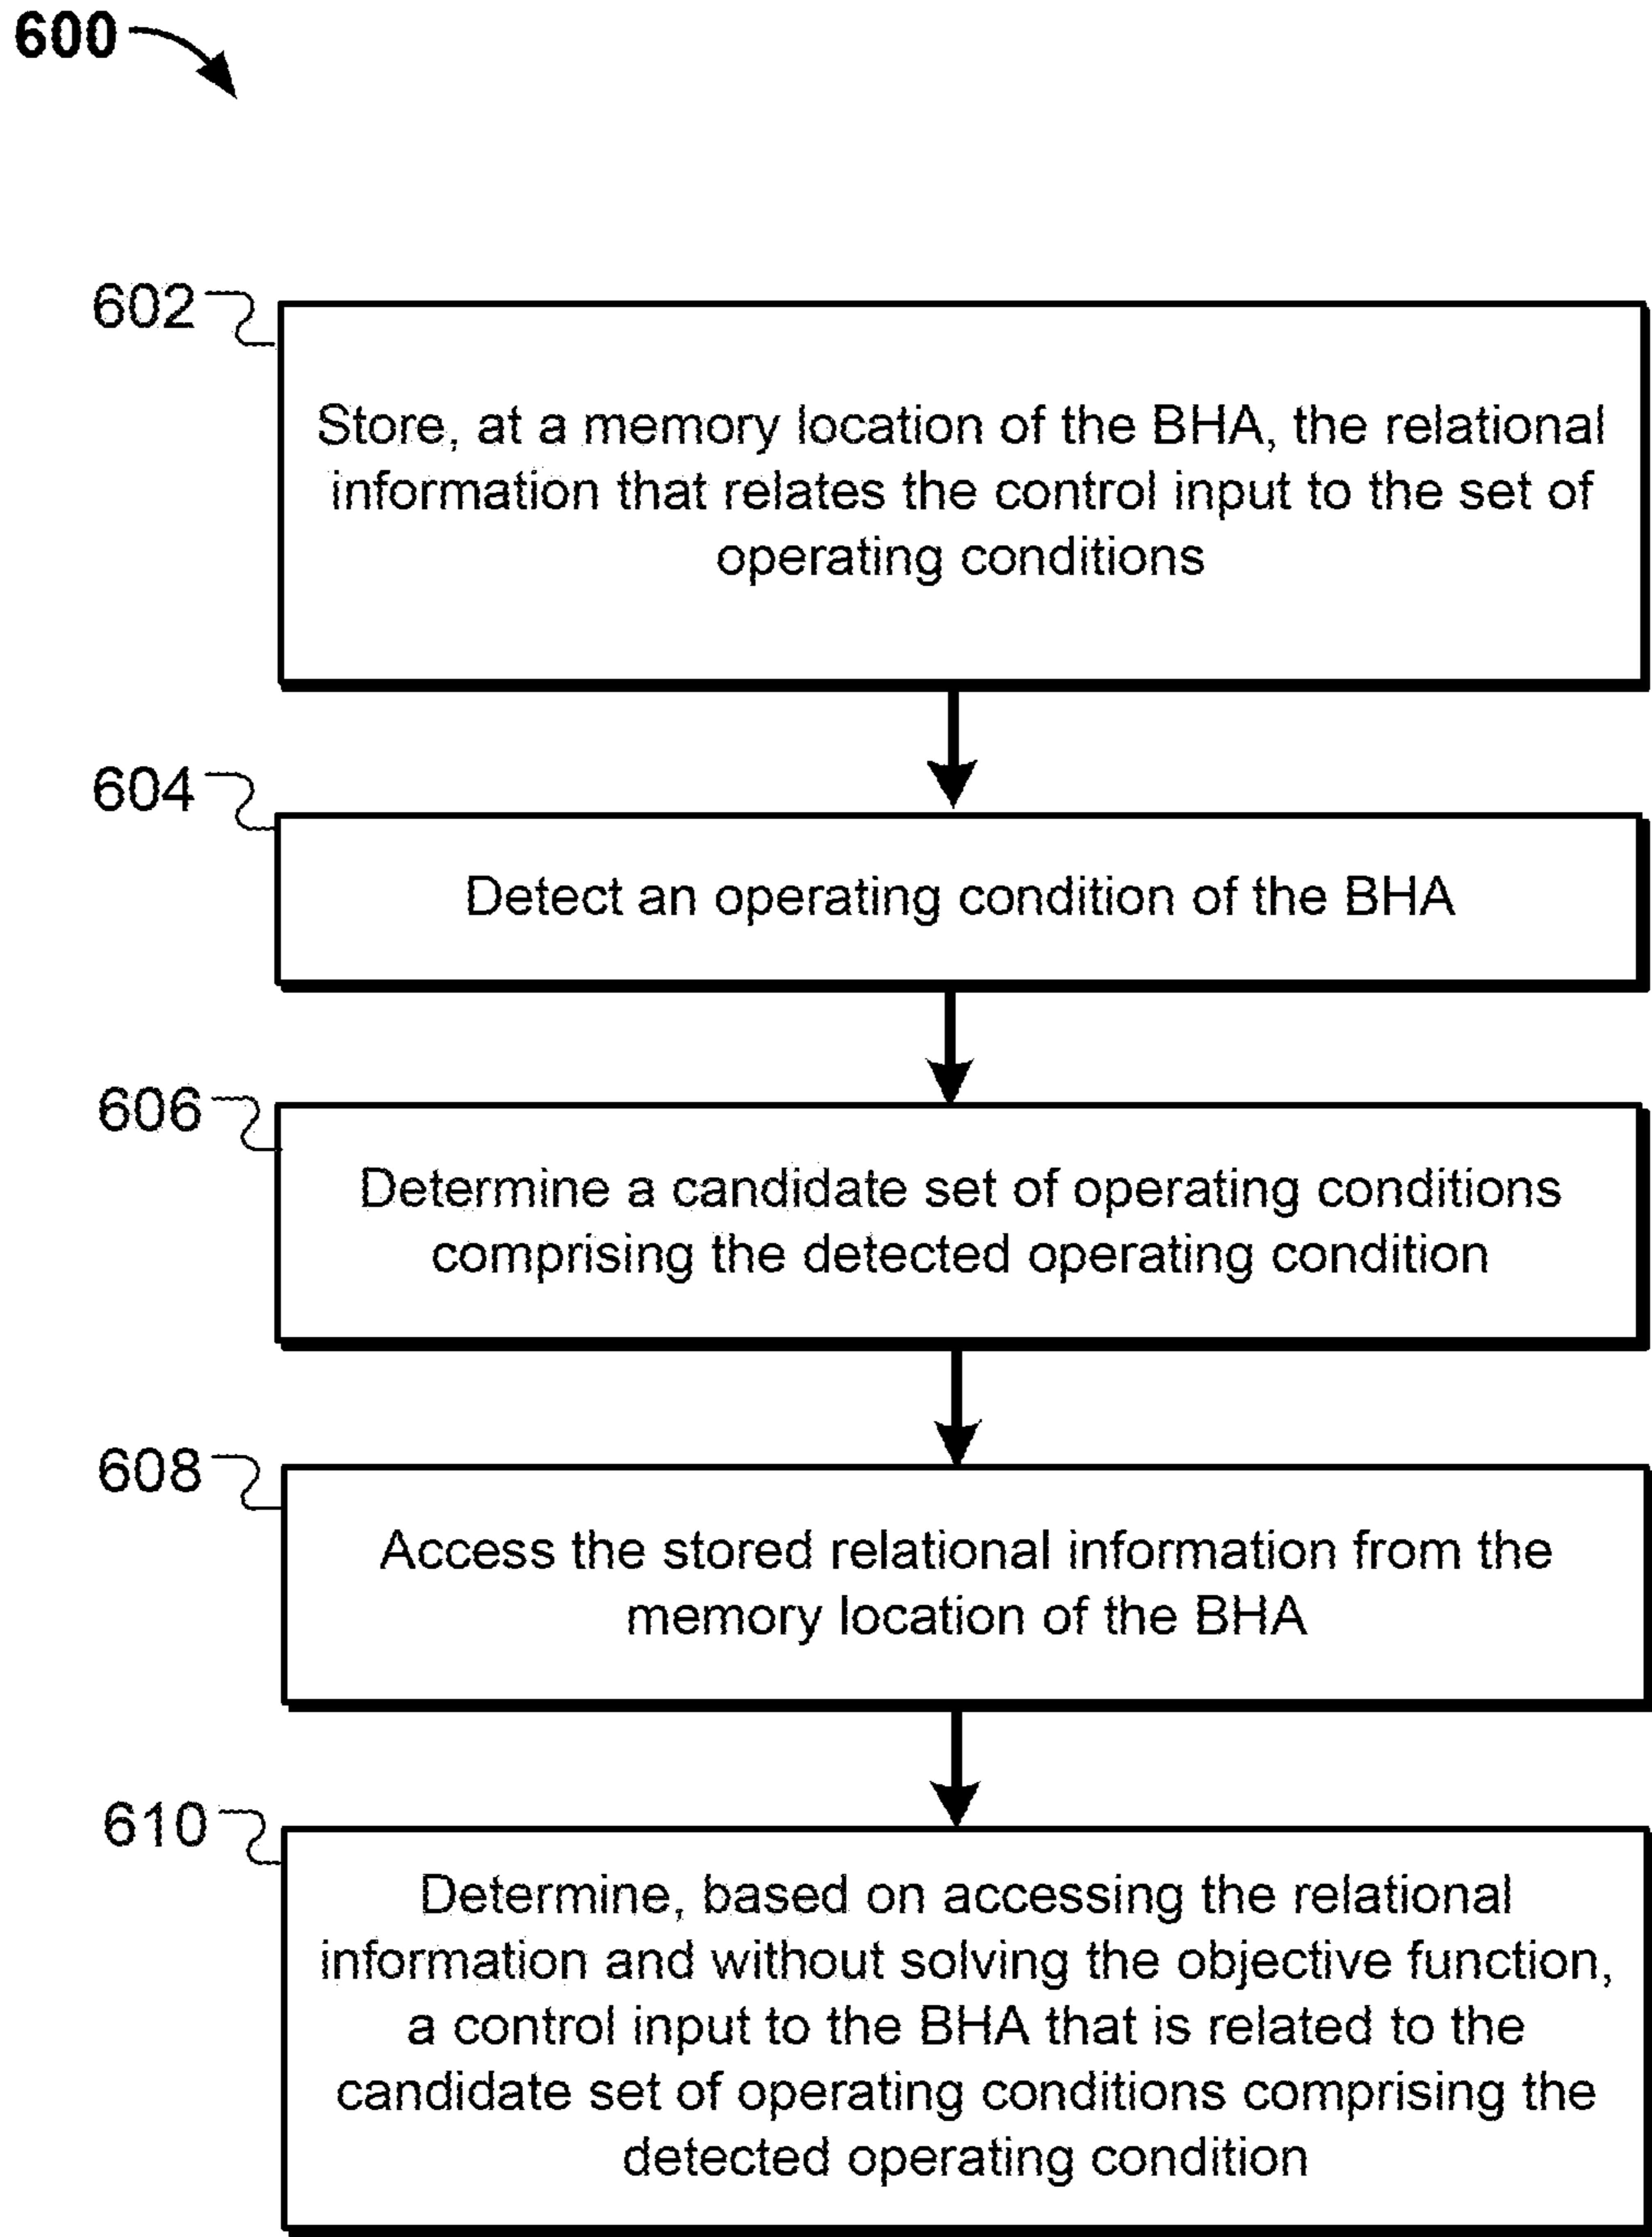 600
602
Store, at a memory location of the BHA, the relational
information that relates the control input to the set of
operating conditions
604
Detect an operating condition of the BHA
606
Determine a candidate set of operating conditions
comprising the detected operating condition
608
Access the stored relational information from the
memory location of the BHA
610
Determine, based on accessing the relational
information and without solving the objective function,
a control input to the BHA that is related to the
candidate set of operating conditions comprising the
detected operating condition